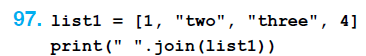 97. list1 = [1, "two", "three", 4]
print(" ".join(list1))